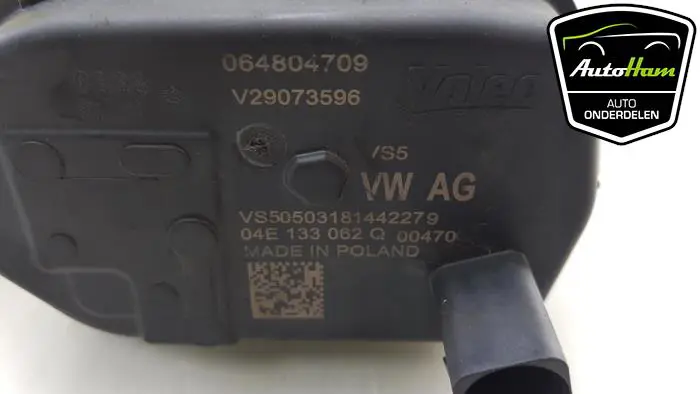 AutoHam
AUTO
ONDERDELEN
064804709
V29073596
Valeo
VS5
VW AG
VS50503181442279
04E 133 062 Q 00470
MADE IN POLAND